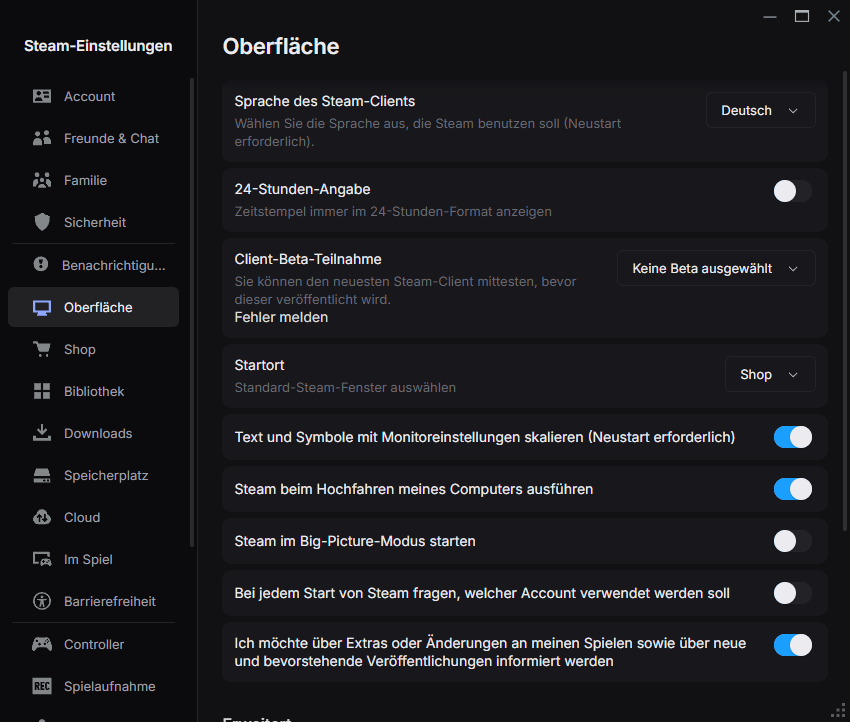 Steam-Einstellungen
Account
Freunde & Chat
Familie
Sicherheit
Benachrichtigu...
Oberfläche
Shop
Bibliothek
Downloads
Speicherplatz
Cloud
Im Spiel
Barrierefreiheit
Controller
REC
Spielaufnahme
Oberfläche
Sprache des Steam-Clients
Wählen Sie die Sprache aus, die Steam benutzen soll (Neustart
erforderlich).
Deutsch
24-Stunden-Angabe
Zeitstempel immer im 24-Stunden-Format anzeigen
Client-Beta-Teilnahme
Sie können den neuesten Steam-Client mittesten, bevor
dieser veröffentlicht wird.
Fehler melden
Keine Beta ausgewählt
Startort
Standard-Steam-Fenster auswählen
Shop
Text und Symbole mit Monitoreinstellungen skalieren (Neustart erforderlich)
Steam beim Hochfahren meines Computers ausführen
Steam im Big-Picture-Modus starten
Bei jedem Start von Steam fragen, welcher Account verwendet werden soll
Ich möchte über Extras oder Änderungen an meinen Spielen sowie über neue
und bevorstehende Veröffentlichungen informiert werden
Erweitert